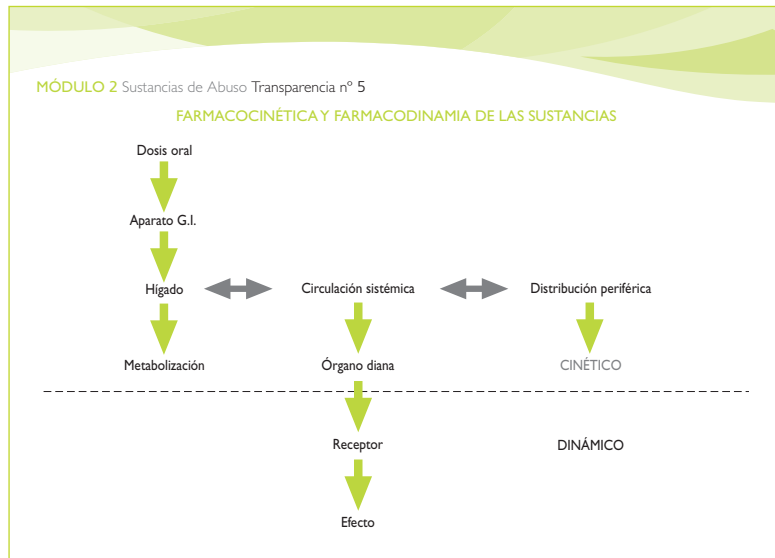 MÓDULO 2 Sustancias de Abuso Transparencia nº 5
FARMACOCINÉTICA Y FARMACODINAMIA DE LAS SUSTANCIAS
Dosis oral
Aparato G.I.
Hígado
Circulación sistémica
Distribución periférica
Metabolización
Órgano diana
CINÉTICO
Receptor
DINÁMICO
Efecto